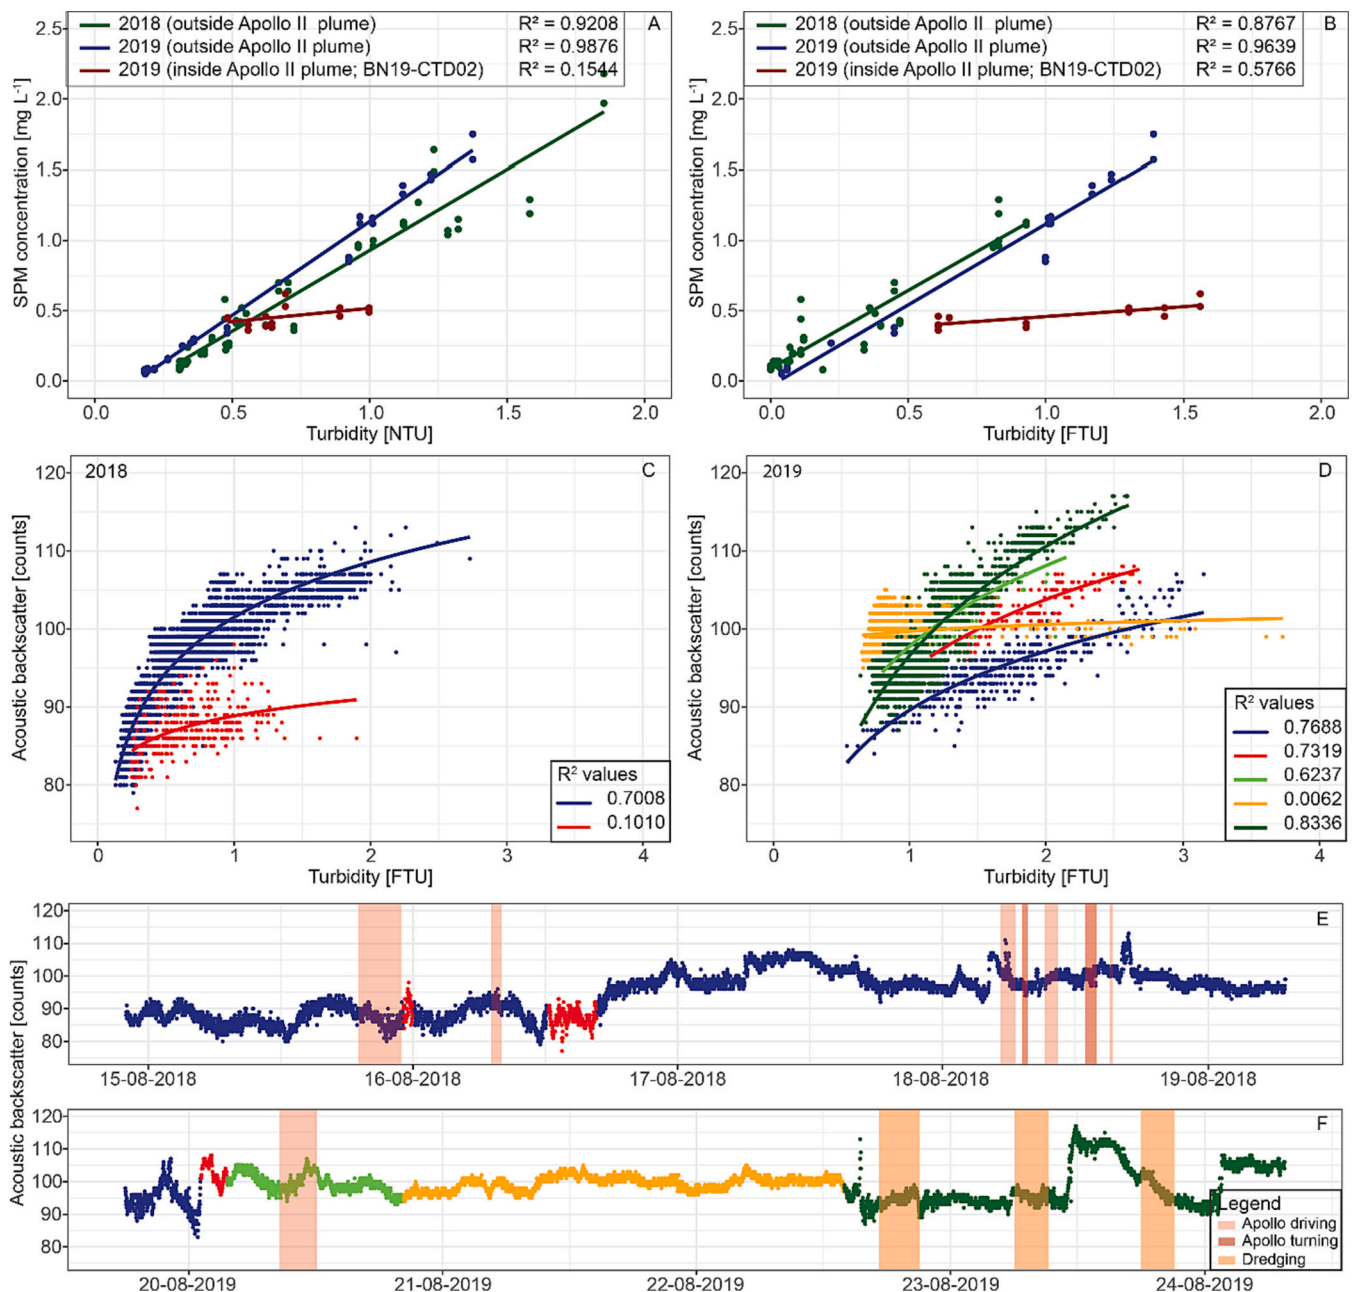 2018 (outside Apollo II plume) R² = 0.9208 A
2019 (outside Apollo II plume) R² = 0.9876
2019 (inside Apollo II plume; BN19-CTD02) R² = 0.1544
SPM concentration [mg L⁻¹]
2.5
2.0
1.5
1.0
0.5
0.0
0.0 0.5 1.0 1.5 2.0
Turbidity [NTU]
2018 (outside Apollo II plume) R² = 0.8767 B
2019 (outside Apollo II plume) R² = 0.9639
2019 (inside Apollo II plume; BN19-CTD02) R² = 0.5766
SPM concentration [mg L⁻¹]
2.5
2.0
1.5
1.0
0.5
0.0
0.0 0.5 1.0 1.5 2.0
Turbidity [FTU]
2018 C
Acoustic backscatter [counts]
120
110
100
90
80
R² values
0.7008
0.1010
0 1 2 3 4
Turbidity [FTU]
2019 D
Acoustic backscatter [counts]
120
110
100
90
80
R² values
0.7688
0.7319
0.6237
0.0062
0.8336
0 1 2 3 4
Turbidity [FTU]
Acoustic backscatter [counts]
E
120
110
100
90
80
15-08-2018 16-08-2018 17-08-2018 18-08-2018 19-08-2018
F
120
110
100
90
80
Legend
Apollo driving
Apollo turning
Dredging
20-08-2019 21-08-2019 22-08-2019 23-08-2019 24-08-2019